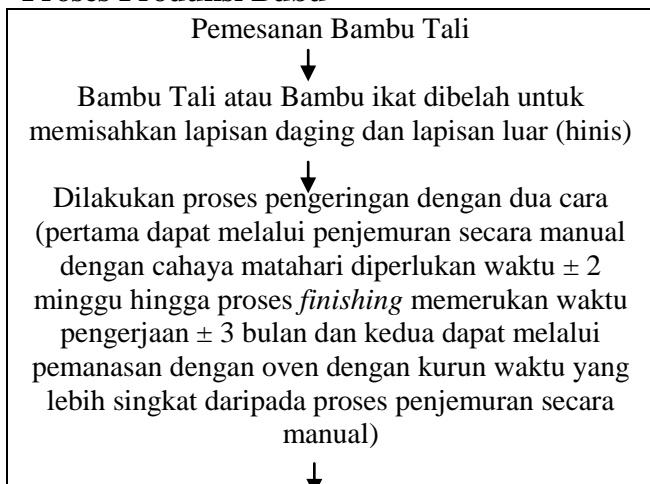 Pemesanan Bambu Tali
Bambu Tali atau Bambu ikat dibelah untuk
memisahkan lapisan daging dan lapisan luar (hinis)
Dilakukan proses pengeringan dengan dua cara
(pertama dapat melalui penjemuran secara manual
dengan cahaya matahari diperlukan waktu ± 2
minggu hingga proses finishing memerukan waktu
pengerjaan ± 3 bulan dan kedua dapat melalui
pemanasan dengan oven dengan kurun waktu yang
lebih singkat daripada proses penjemuran secara
manual)